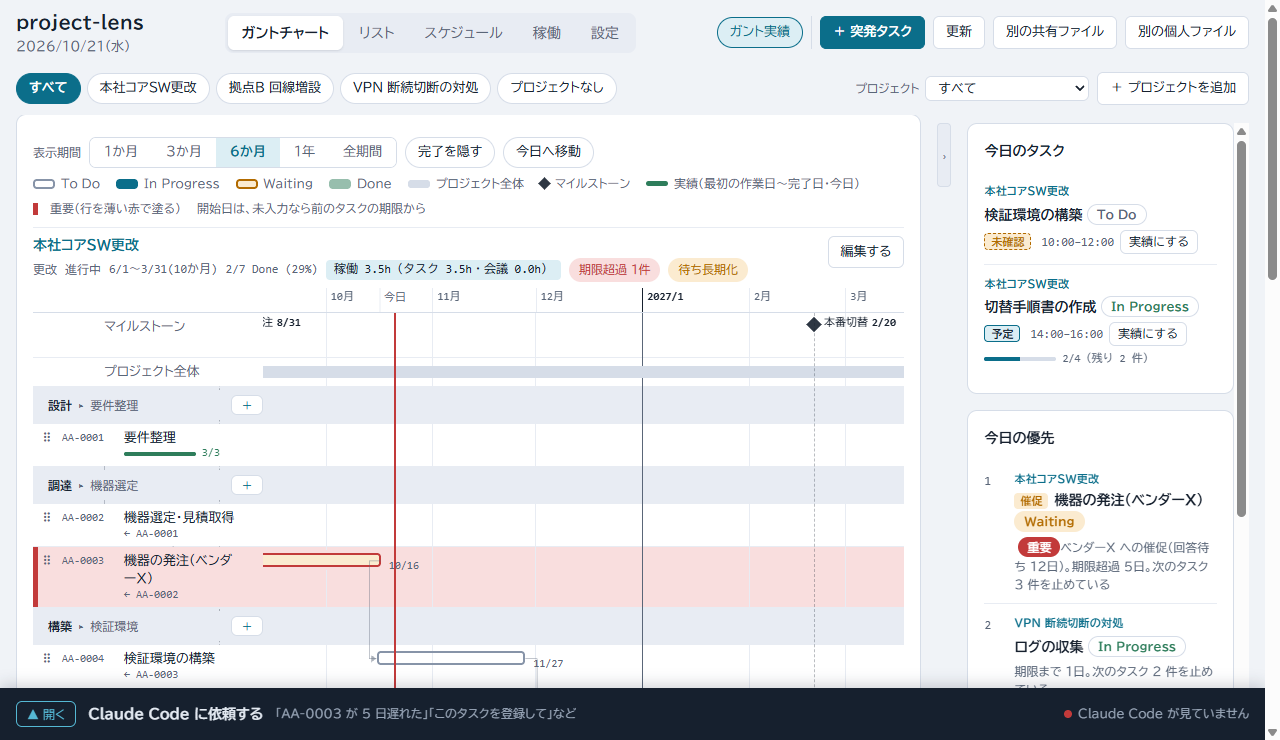 project-lens
2026/10/21(水)
ガントチャート リスト スケジュール 稼働 設定
ガント実績 ＋ 突発タスク 更新 別の共有ファイル 別の個人ファイル
すべて 本社コアSW更改 拠点B 回線増設 VPN 断続切断の対処 プロジェクトなし
プロジェクト すべて ＋ プロジェクトを追加
表示期間 1か月 3か月 6か月 1年 全期間 完了を隠す 今日へ移動
To Do In Progress Waiting Done プロジェクト全体 マイルストーン 実績(最初の作業日〜完了日・今日)
重要(行を薄い赤で塗る) 開始日は、未入力なら前のタスクの期限から
本社コアSW更改
更改 進行中 6/1〜3/31(10か月) 2/7 Done (29%) 稼働 3.5h (タスク 3.5h・会議 0.0h) 期限超過 1件 待ち長期化
編集する
10月 今日 11月 12月 2027/1 2月 3月
マイルストーン 注 8/31 本番切替 2/20
プロジェクト全体
設計 ▸ 要件整理 +
⠿ AA-0001 要件整理
3/3
調達 ▸ 機器選定 +
⠿ AA-0002 機器選定・見積取得
← AA-0001
⠿ AA-0003 機器の発注(ベンダ
ーX)
← AA-0002
10/16
構築 ▸ 検証環境 +
⠿ AA-0004 検証環境の構築
← AA-0003
11/27
›
今日のタスク
本社コアSW更改
検証環境の構築 To Do
未確認 10:00–12:00 実績にする
本社コアSW更改
切替手順書の作成 In Progress
予定 14:00–16:00 実績にする
2/4 (残り 2 件)
今日の優先
1 本社コアSW更改
催促 機器の発注(ベンダーX)
Waiting
重要 ベンダーX への催促(回答待
ち 12日)。期限超過 5日。次のタスク
3 件を止めている
2 VPN 断続切断の対処
ログの収集 In Progress
期限まで 1日。次のタスク 2 件を止め
ている
▲ 開く Claude Code に依頼する 「AA-0003 が 5 日遅れた」「このタスクを登録して」など
Claude Code が見ていません